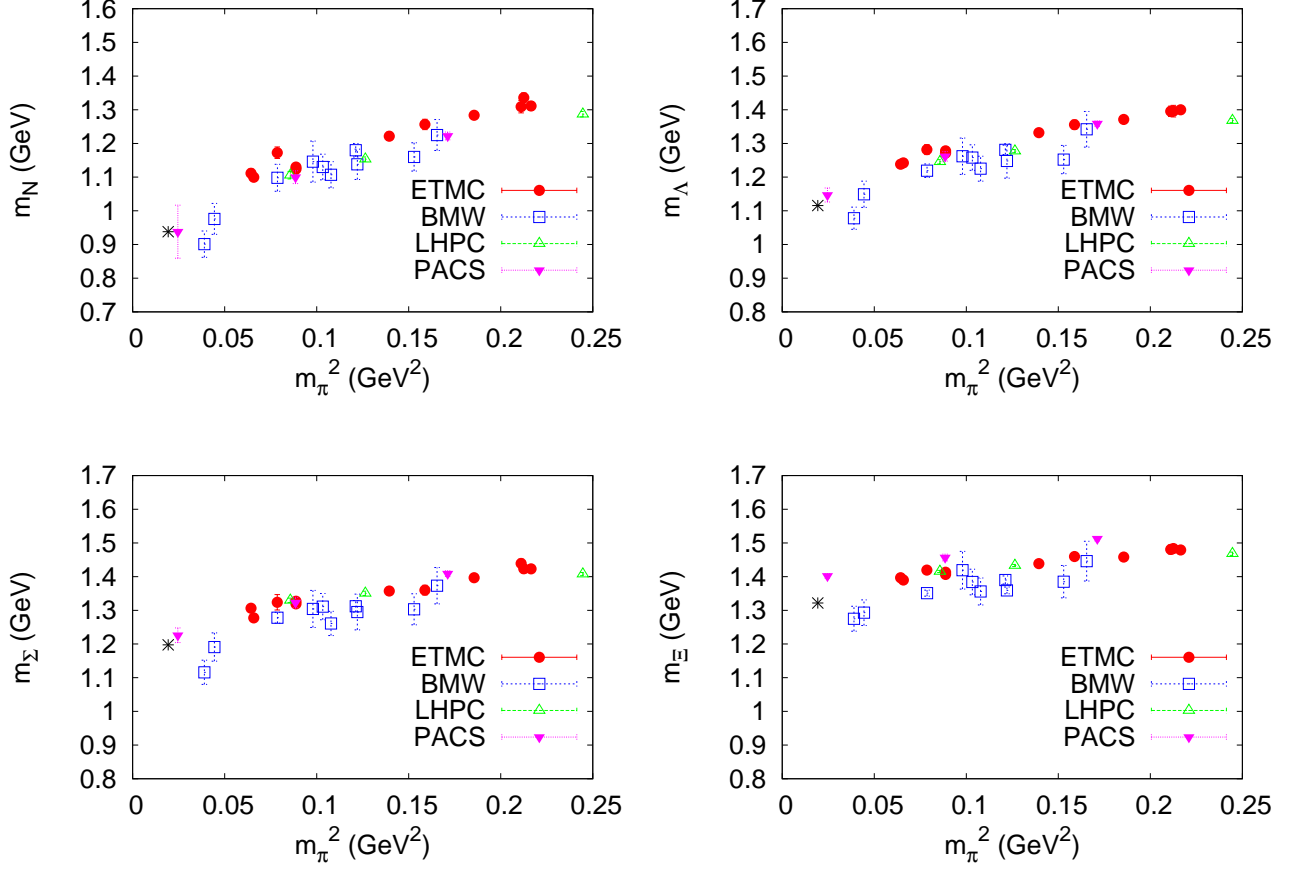 1.6
1.5
1.4
1.3
1.2
1.1
1
0.9
0.8
0.7
0 0.05 0.1 0.15 0.2 0.25
m_N (GeV)
m_π^2 (GeV^2)
ETMC
BMW
LHPC
PACS
1.7
1.6
1.5
1.4
1.3
1.2
1.1
1
0.9
0.8
0 0.05 0.1 0.15 0.2 0.25
m_Λ (GeV)
m_π^2 (GeV^2)
ETMC
BMW
LHPC
PACS
1.7
1.6
1.5
1.4
1.3
1.2
1.1
1
0.9
0.8
0 0.05 0.1 0.15 0.2 0.25
m_Σ (GeV)
m_π^2 (GeV^2)
ETMC
BMW
LHPC
PACS
1.7
1.6
1.5
1.4
1.3
1.2
1.1
1
0.9
0.8
0 0.05 0.1 0.15 0.2 0.25
m_Ξ (GeV)
m_π^2 (GeV^2)
ETMC
BMW
LHPC
PACS